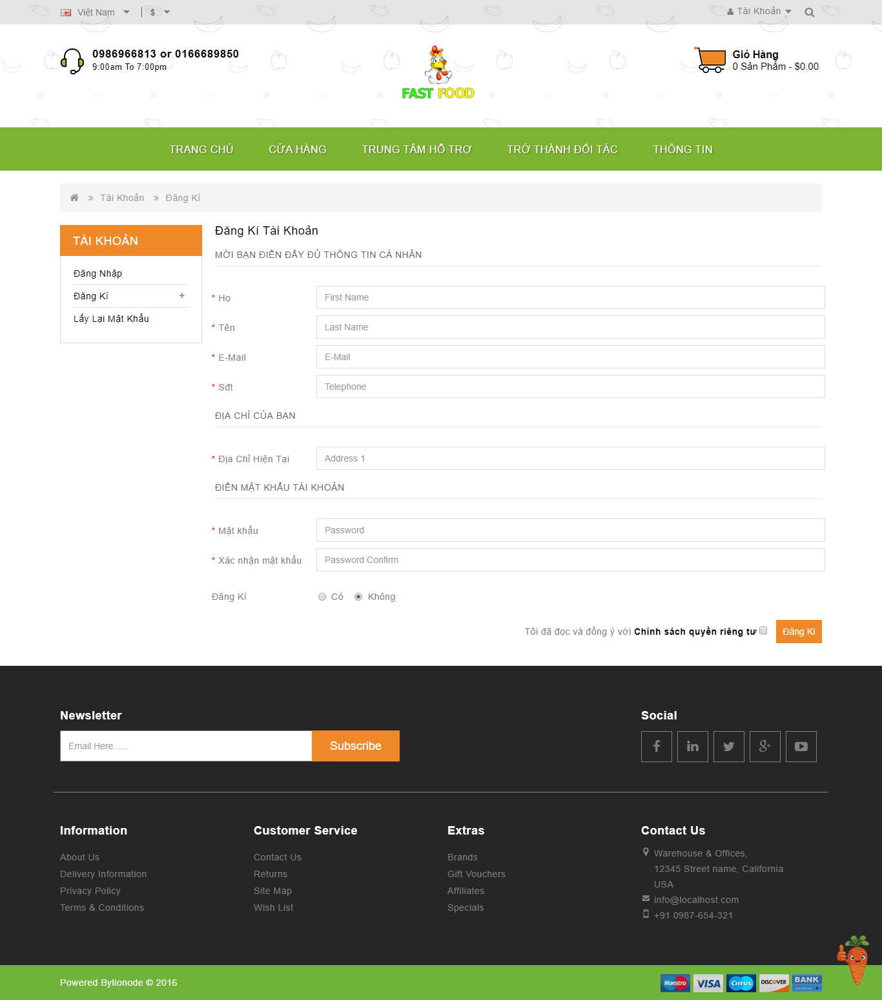 Việt Nam
$
Tài Khoản
0986966813 or 0166689850
9:00am To 7:00pm
FAST FOOD
Giỏ Hàng
0 Sản Phẩm - $0.00
TRANG CHỦ
CỬA HÀNG
TRUNG TÂM HỖ TRỢ
TRỞ THÀNH ĐỐI TÁC
THÔNG TIN
Tài Khoản
Đăng Kí
TÀI KHOẢN
Đăng Nhập
Đăng Kí
+
Lấy Lại Mật Khẩu
Đăng Kí Tài Khoản
MỜI BẠN ĐIỀN ĐẦY ĐỦ THÔNG TIN CÁ NHÂN
* Họ
First Name
* Tên
Last Name
* E-Mail
E-Mail
* Sđt
Telephone
ĐỊA CHỈ CỦA BẠN
* Địa Chỉ Hiện Tại
Address 1
ĐIỀN MẬT KHẨU TÀI KHOẢN
* Mật khẩu
Password
* Xác nhận mật khẩu
Password Confirm
Đăng Kí
Có
Không
Tôi đã đọc và đồng ý với Chính sách quyền riêng tư
Đăng Kí
Newsletter
Email Here......
Subscribe
Social
Information
About Us
Delivery Information
Privacy Policy
Terms & Conditions
Customer Service
Contact Us
Returns
Site Map
Wish List
Extras
Brands
Gift Vouchers
Affiliates
Specials
Contact Us
Warehouse & Offices,
12345 Street name, California
USA
info@localhost.com
+91 0987-654-321
Powered Bylionode © 2016
Maestro
VISA
Cirrus
DISCOVER
BANK